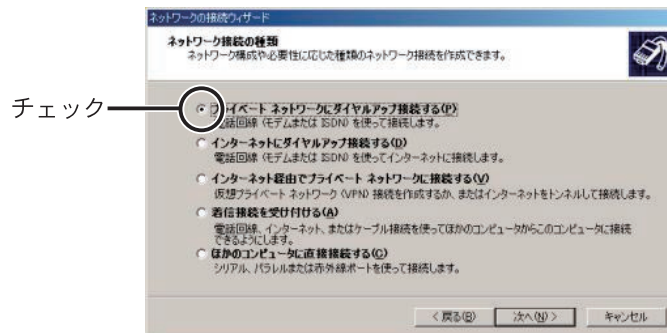 ネットワークの接続ウィザード
ネットワーク接続の種類
ネットワーク構成や必要性に応じた種類のネットワーク接続を作成できます。
チェック
プライベート ネットワークにダイヤルアップ接続する(P)
電話回線 (モデムまたは ISDN) を使って接続します。
インターネットにダイヤルアップ接続する(D)
電話回線 (モデムまたは ISDN) を使ってインターネットに接続します。
インターネット経由でプライベート ネットワークに接続する(V)
仮想プライベート ネットワーク (VPN) 接続を作成するか、またはインターネットをトンネルして接続します。
着信接続を受け付ける(A)
電話回線、インターネット、またはケーブル接続を使ってほかのコンピュータからこのコンピュータに接続
できるようにします。
ほかのコンピュータに直接接続する(C)
シリアル、パラレルまたは赤外線ポートを使って接続します。
< 戻る(B)
次へ(N) >
キャンセル